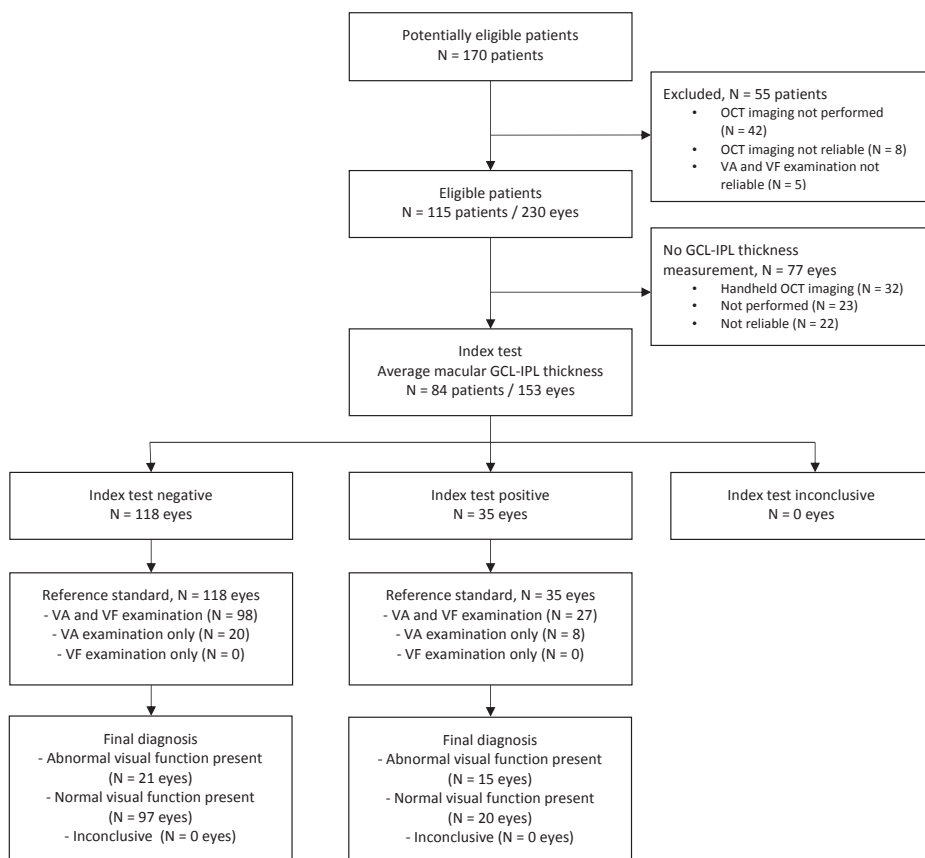 Potentially eligible patients
N = 170 patients
Excluded, N = 55 patients
• OCT imaging not performed
(N = 42)
• OCT imaging not reliable (N = 8)
• VA and VF examination not
reliable (N = 5)
Eligible patients
N = 115 patients / 230 eyes
No GCL-IPL thickness
measurement, N = 77 eyes
• Handheld OCT imaging (N = 32)
• Not performed (N = 23)
• Not reliable (N = 22)
Index test
Average macular GCL-IPL thickness
N = 84 patients / 153 eyes
Index test negative
N = 118 eyes
Index test positive
N = 35 eyes
Index test inconclusive
N = 0 eyes
Reference standard, N = 118 eyes
- VA and VF examination (N = 98)
- VA examination only (N = 20)
- VF examination only (N = 0)
Reference standard, N = 35 eyes
- VA and VF examination (N = 27)
- VA examination only (N = 8)
- VF examination only (N = 0)
Final diagnosis
- Abnormal visual function present
(N = 21 eyes)
- Normal visual function present
(N = 97 eyes)
- Inconclusive (N = 0 eyes)
Final diagnosis
- Abnormal visual function present
(N = 15 eyes)
- Normal visual function present
(N = 20 eyes)
- Inconclusive (N = 0 eyes)